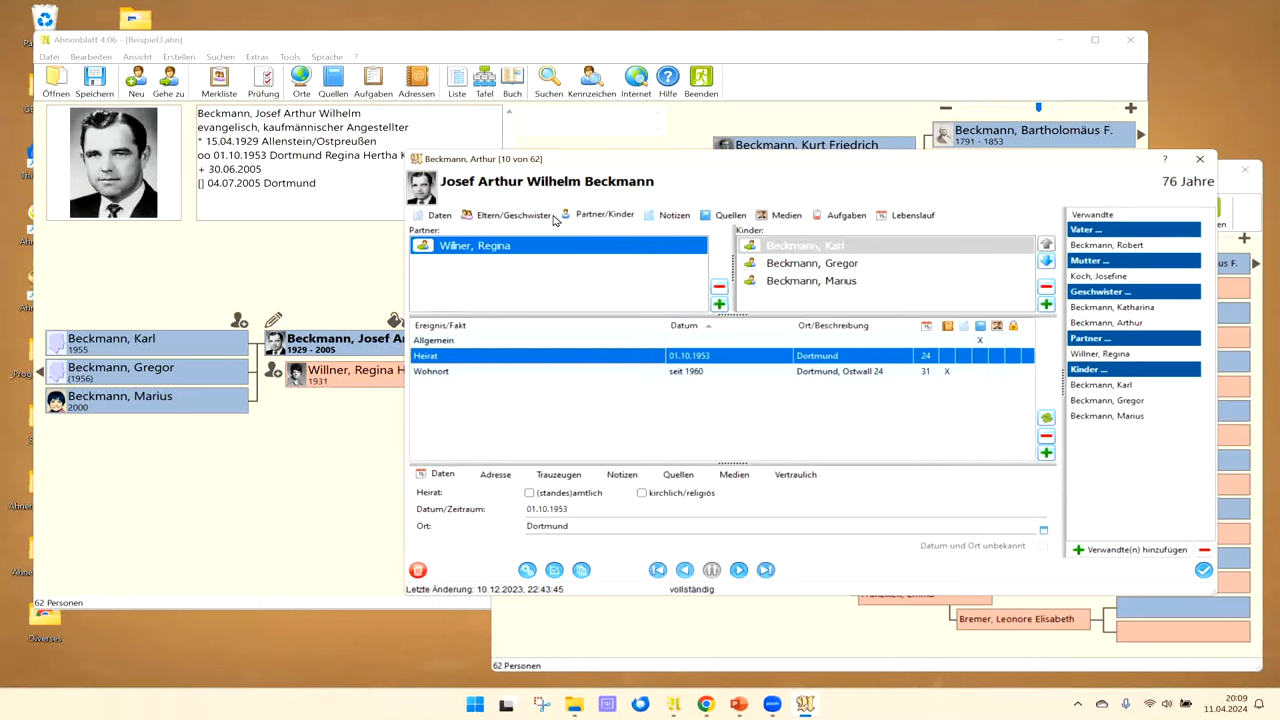 Ahnenblatt 4.06 - [Beispiel3.ahn]
Datei Bearbeiten Ansicht Erstellen Suchen Extras Tools Sprache ?
Öffnen Speichern Neu Gehe zu Merkliste Prüfung Orte Quellen Aufgaben Adressen Liste Tafel Buch Suchen Kennzeichen Internet Hilfe Beenden
Beckmann, Josef Arthur Wilhelm
evangelisch, kaufmännischer Angestellter
* 15.04.1929 Allenstein/Ostpreußen
oo 01.10.1953 Dortmund Regina Hertha K
+ 30.06.2005
[] 04.07.2005 Dortmund
Beckmann, Kurt Friedrich
Beckmann, Bartholomäus F.
1791 - 1853
Beckmann, Karl
1955
Beckmann, Gregor
(1956)
Beckmann, Marius
2000
Beckmann, Josef Ar
1929 - 2005
Willner, Regina H
1931
62 Personen
Diverses
Beckmann, Arthur [10 von 62]
?
Josef Arthur Wilhelm Beckmann
76 Jahre
Daten Eltern/Geschwister Partner/Kinder Notizen Quellen Medien Aufgaben Lebenslauf
Partner:
Willner, Regina
Kinder:
Beckmann, Karl
Beckmann, Gregor
Beckmann, Marius
Ereignis/Fakt Datum Ort/Beschreibung
Allgemein X
Heirat 01.10.1953 Dortmund 24
Wohnort seit 1960 Dortmund, Ostwall 24 31 X
Daten Adresse Trauzeugen Notizen Quellen Medien Vertraulich
Heirat: (standes)amtlich kirchlich/religiös
Datum/Zeitraum: 01.10.1953
Ort: Dortmund
Datum und Ort unbekannt
Letzte Änderung: 10.12.2023, 22:43:45 vollständig
Verwandte
Vater ...
Beckmann, Robert
Mutter ...
Koch, Josefine
Geschwister ...
Beckmann, Katharina
Beckmann, Arthur
Partner ...
Willner, Regina
Kinder ...
Beckmann, Karl
Beckmann, Gregor
Beckmann, Marius
Verwandte(n) hinzufügen
us F.
Bremer, Leonore Elisabeth
62 Personen
zoom
20:09
11.04.2024